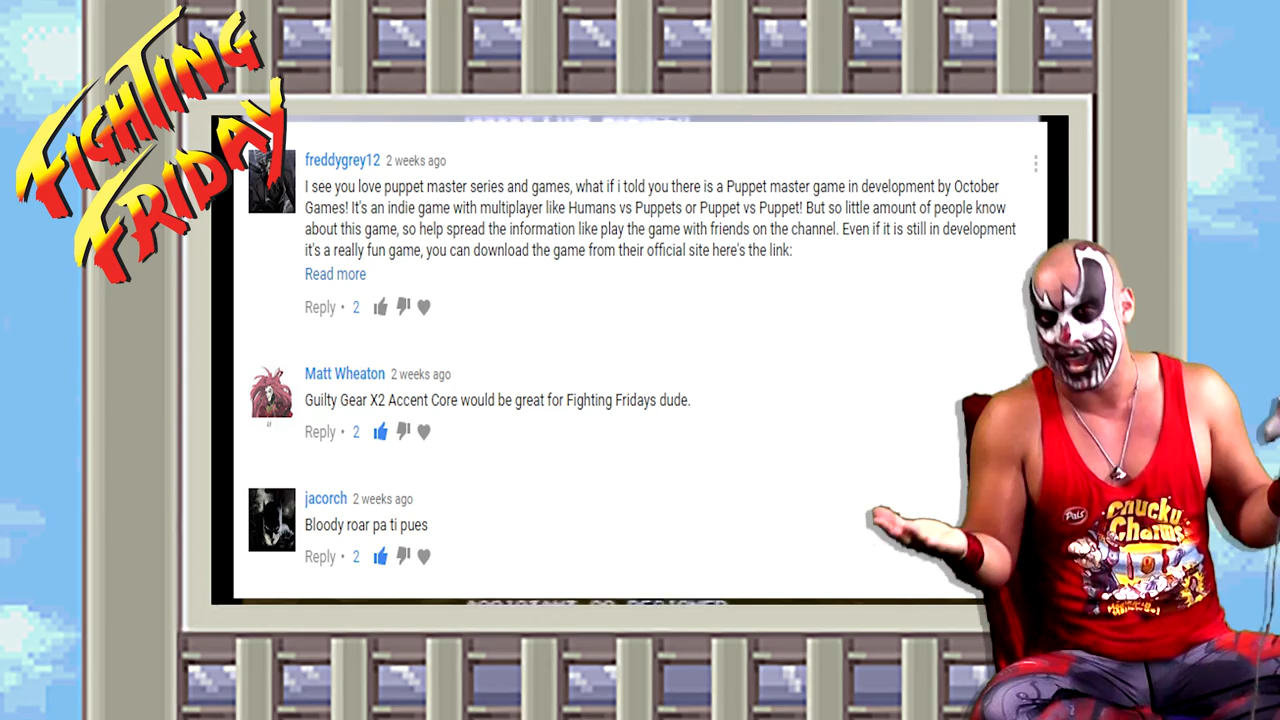 FIGHTING
FRIDAY
freddygrey12 2 weeks ago
I see you love puppet master series and games, what if i told you there is a Puppet master game in development by October
Games! It's an indie game with multiplayer like Humans vs Puppets or Puppet vs Puppet! But so little amount of people know
about this game, so help spread the information like play the game with friends on the channel. Even if it is still in development
it's a really fun game, you can download the game from their official site here's the link:
Read more
Reply • 2
Matt Wheaton 2 weeks ago
Guilty Gear X2 Accent Core would be great for Fighting Fridays dude.
Reply • 2
jacorch 2 weeks ago
Bloody roar pa ti pues
Reply • 2
Pals
Chucky
Charms